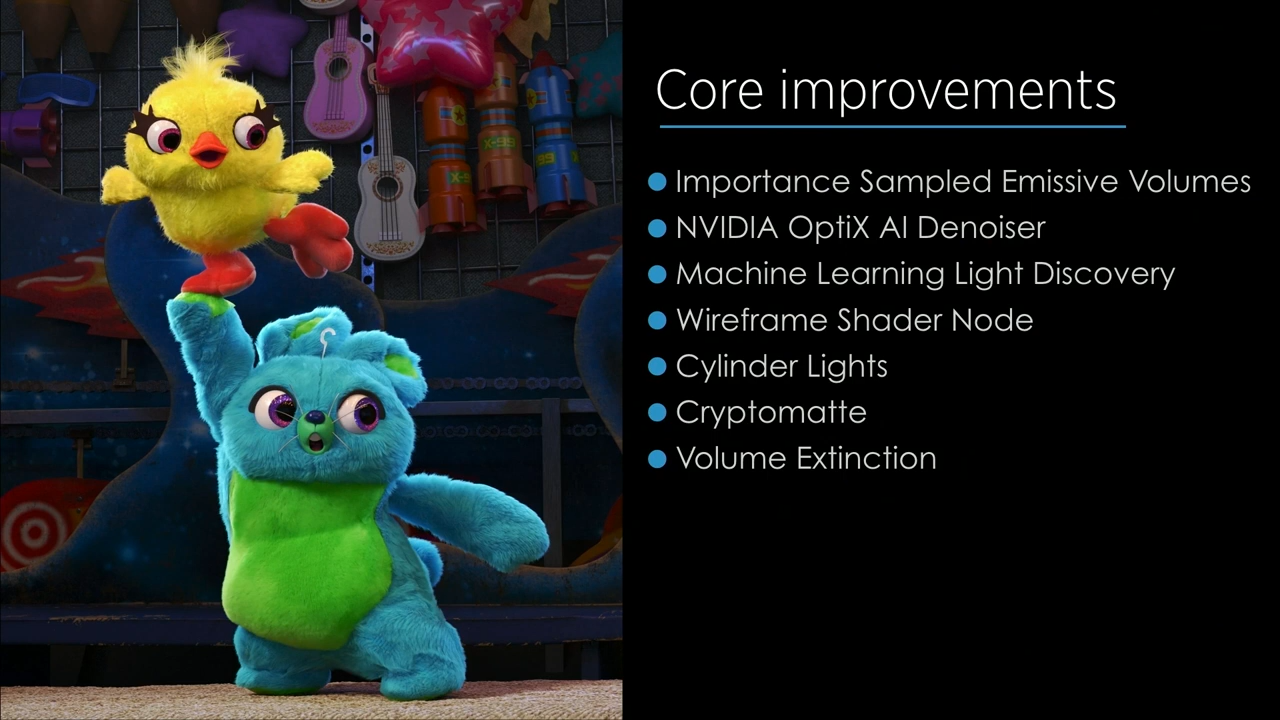 Core improvements
Importance Sampled Emissive Volumes
NVIDIA OptiX AI Denoiser
Machine Learning Light Discovery
Wireframe Shader Node
Cylinder Lights
Cryptomatte
Volume Extinction
X-99